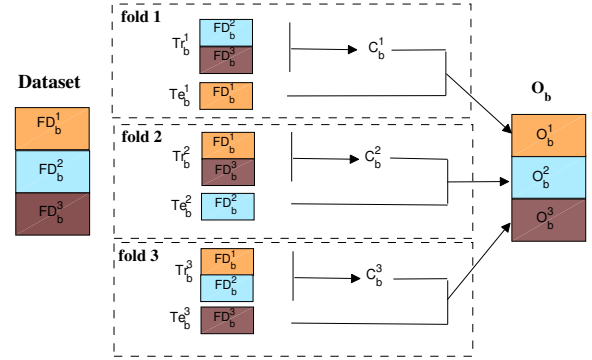 Dataset
FD_b^1
FD_b^2
FD_b^3
fold 1
Tr_b^1
FD_b^2
FD_b^3
C_b^1
Te_b^1
FD_b^1
fold 2
Tr_b^2
FD_b^1
FD_b^3
C_b^2
Te_b^2
FD_b^2
fold 3
Tr_b^3
FD_b^1
FD_b^2
C_b^3
Te_b^3
FD_b^3
O_b
O_b^1
O_b^2
O_b^3